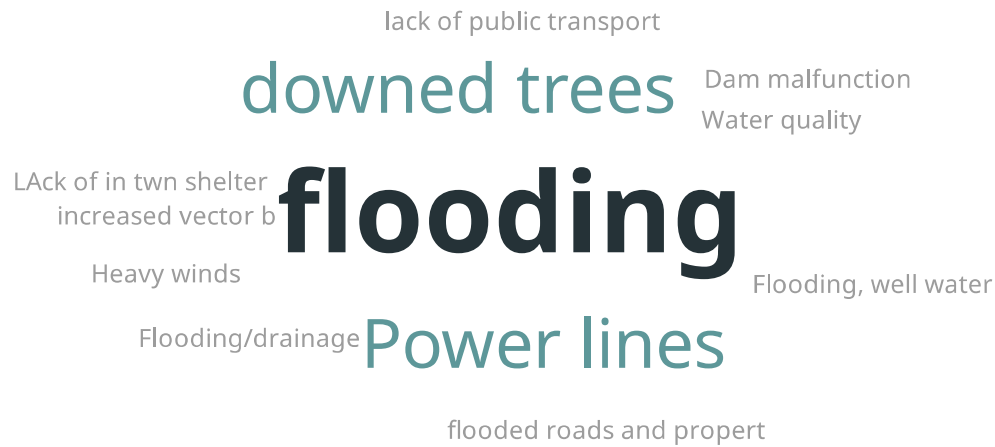 lack of public transport
downed trees
Dam malfunction
Water quality
LAck of in twn shelter
increased vector b
flooding
Heavy winds
Flooding, well water
Flooding/drainage
Power lines
flooded roads and propert